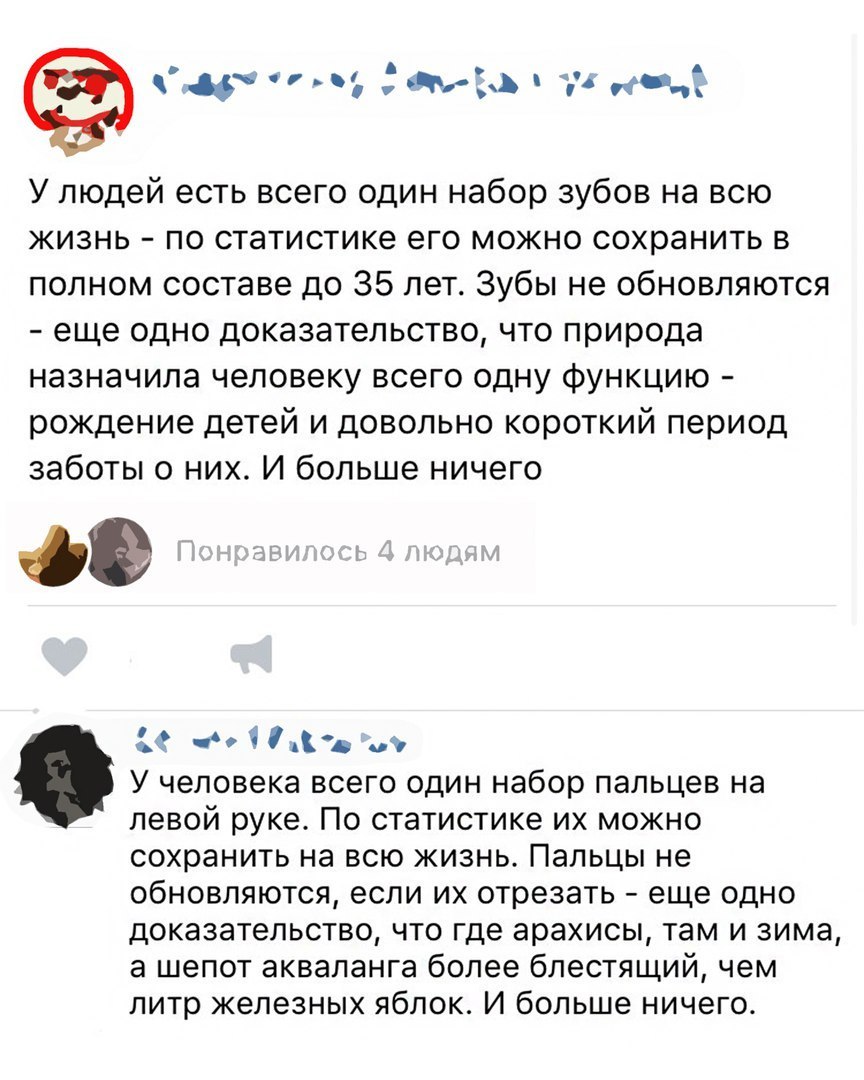 У людей есть всего один набор зубов на всю
жизнь - по статистике его можно сохранить в
полном составе до 35 лет. Зубы не обновляются
- еще одно доказательство, что природа
назначила человеку всего одну функцию -
рождение детей и довольно короткий период
заботы о них. И больше ничего
Понравилось 4 людям
У человека всего один набор пальцев на
левой руке. По статистике их можно
сохранить на всю жизнь. Пальцы не
обновляются, если их отрезать - еще одно
доказательство, что где арахисы, там и зима,
а шепот акваланга более блестящий, чем
литр железных яблок. И больше ничего.